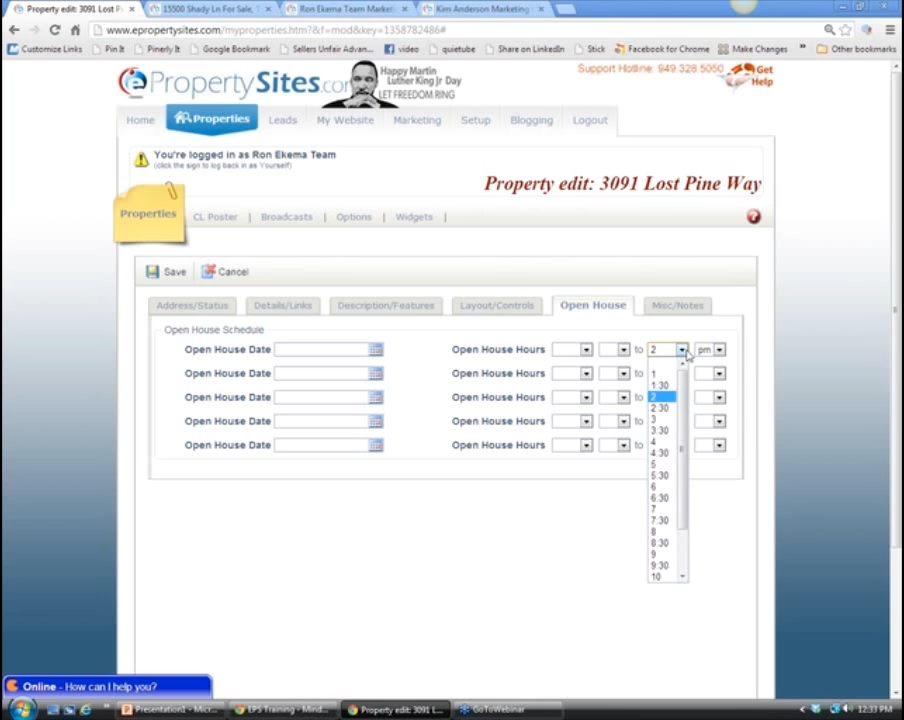 Property edit: 3091 Lost P
15500 Shady Ln For Sale,
Ron Ekema Team Market
Kim Anderson Marketing
www.epropertysites.com/myproperties.htm?&f=mod&key=1358782486#
Customize Links
Pin It
Pinerly It
Google Bookmark
Sellers Unfair Advan...
video
quietube
Share on LinkedIn
Stick
Facebook for Chrome
Make Changes
»
Other bookmarks
ePropertySites.com
Happy Martin
Luther King Jr Day
LET FREEDOM RING
Support Hotline: 949.328.5050
Get
Help
Home
Properties
Leads
My Website
Marketing
Setup
Blogging
Logout
You're logged in as Ron Ekema Team
(click the sign to log back in as 'Yourself')
Property edit: 3091 Lost Pine Way
Properties
CL Poster | Broadcasts | Options | Widgets |
Save
Cancel
Address/Status
Details/Links
Description/Features
Layout/Controls
Open House
Misc/Notes
Open House Schedule
Open House Date
Open House Hours
to
2
pm
Open House Date
Open House Hours
to
Open House Date
Open House Hours
to
Open House Date
Open House Hours
to
Open House Date
Open House Hours
to
1
1:30
2
2:30
3
3:30
4
4:30
5
5:30
6
6:30
7
7:30
8
8:30
9
9:30
10
Online - How can I help you?
Presentation1 - Micr...
EPS Training - Mind...
Property edit: 3091 L...
GoToWebinar
12:33 PM